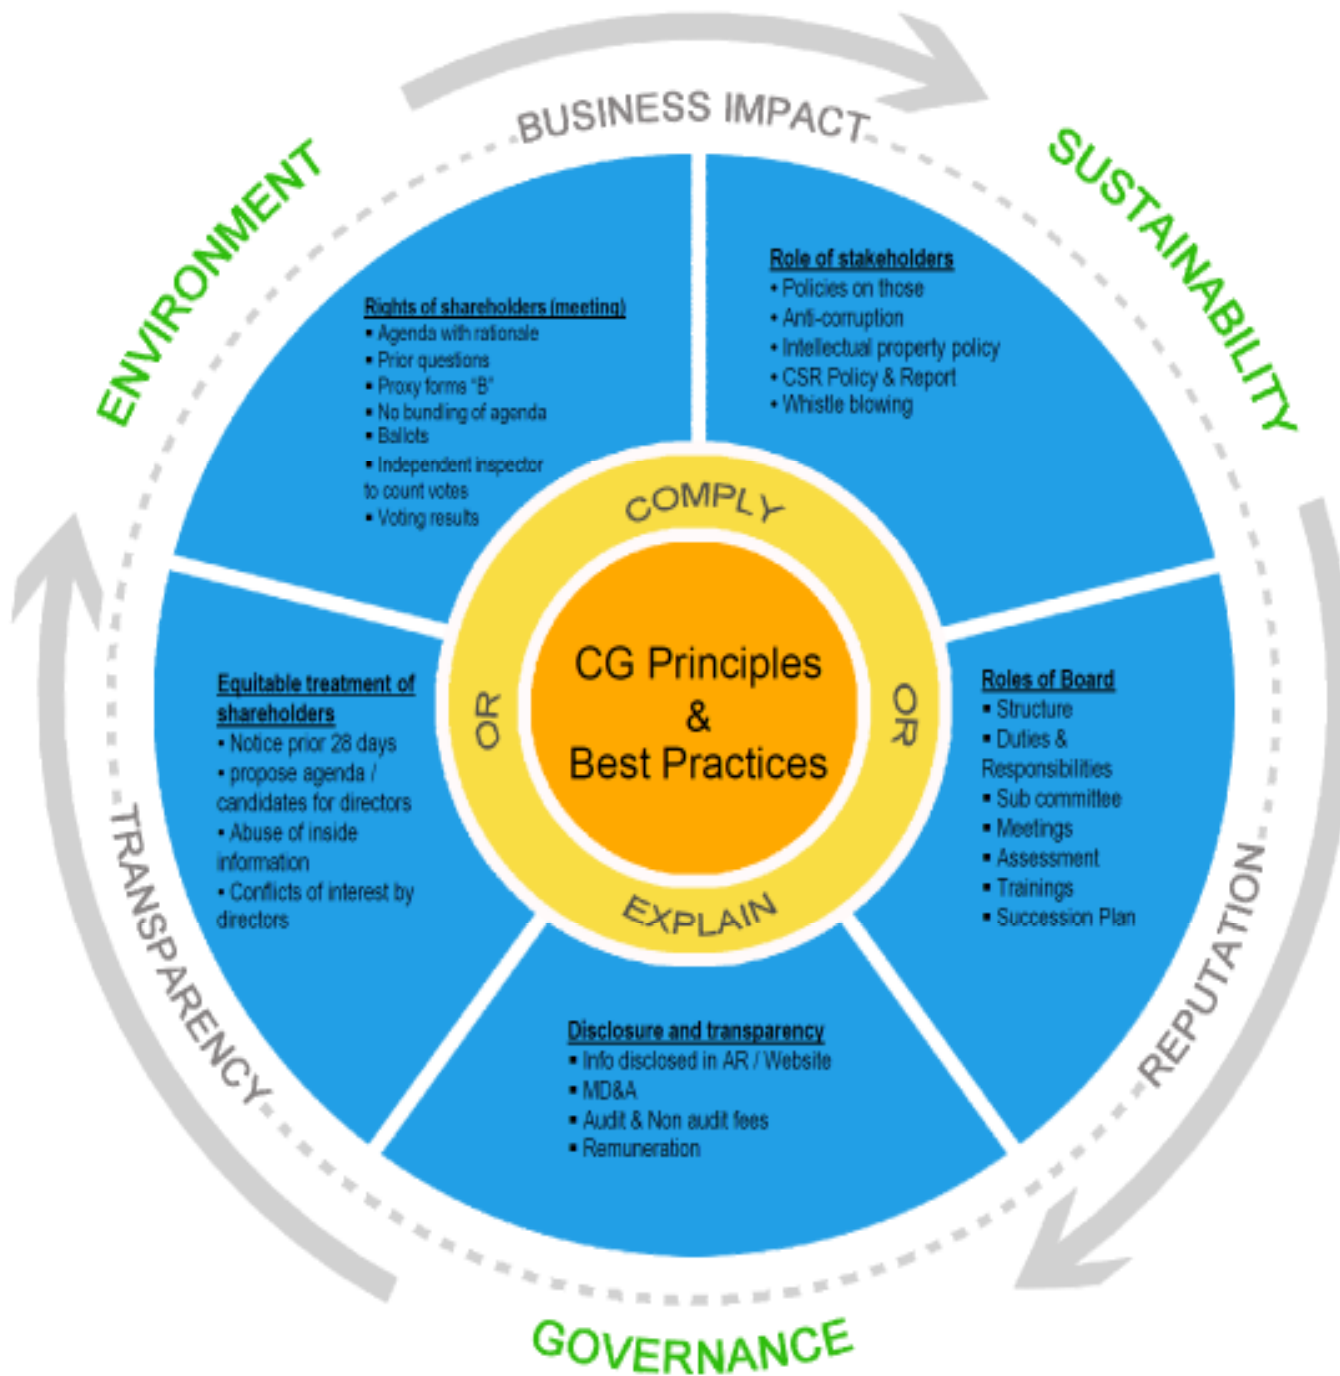 BUSINESS IMPACT
ENVIRONMENT
SUSTAINABILITY
Rights of shareholders (meeting)
▪ Agenda with rationale
▪ Prior questions
▪ Proxy forms “B”
▪ No bundling of agenda
▪ Ballots
▪ Independent inspector
to count votes
▪ Voting results
Role of stakeholders
• Policies on those
• Anti-corruption
• Intellectual property policy
• CSR Policy & Report
• Whistle blowing
COMPLY
OR
OR
EXPLAIN
CG Principles
&
Best Practices
Equitable treatment of
shareholders
• Notice prior 28 days
• propose agenda /
candidates for directors
• Abuse of inside
information
• Conflicts of interest by
directors
Roles of Board
▪ Structure
▪ Duties &
Responsibilities
▪ Sub committee
▪ Meetings
▪ Assessment
▪ Trainings
▪ Succession Plan
Disclosure and transparency
▪ Info disclosed in AR / Website
▪ MD&A
▪ Audit & Non audit fees
▪ Remuneration
TRANSPARENCY
REPUTATION
GOVERNANCE